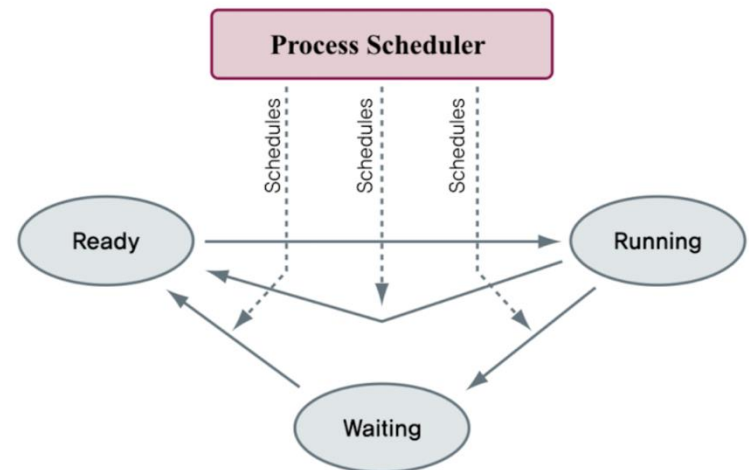 Process Scheduler
Schedules
Schedules
Schedules
Ready
Running
Waiting